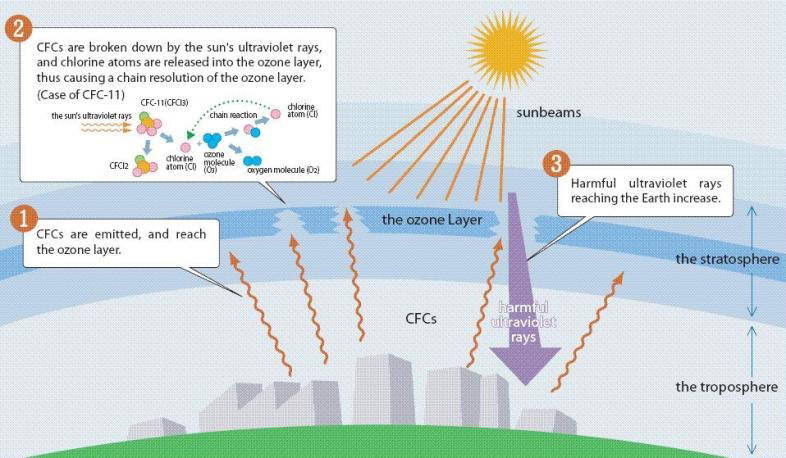 2
CFCs are broken down by the sun's ultraviolet rays,
and chlorine atoms are released into the ozone layer,
thus causing a chain resolution of the ozone layer.
(Case of CFC-11)
CFC-11(CFCl3)
the sun's ultraviolet rays
chain reaction
chlorine
atom (Cl)
CFCl2
chlorine
atom (Cl)
+
ozone
molecule
(O3)
oxygen molecule (O2)
sunbeams
3
Harmful ultraviolet rays
reaching the Earth increase.
1
CFCs are emitted, and reach
the ozone layer.
the ozone Layer
the stratosphere
CFCs
harmful
ultraviolet
rays
the troposphere